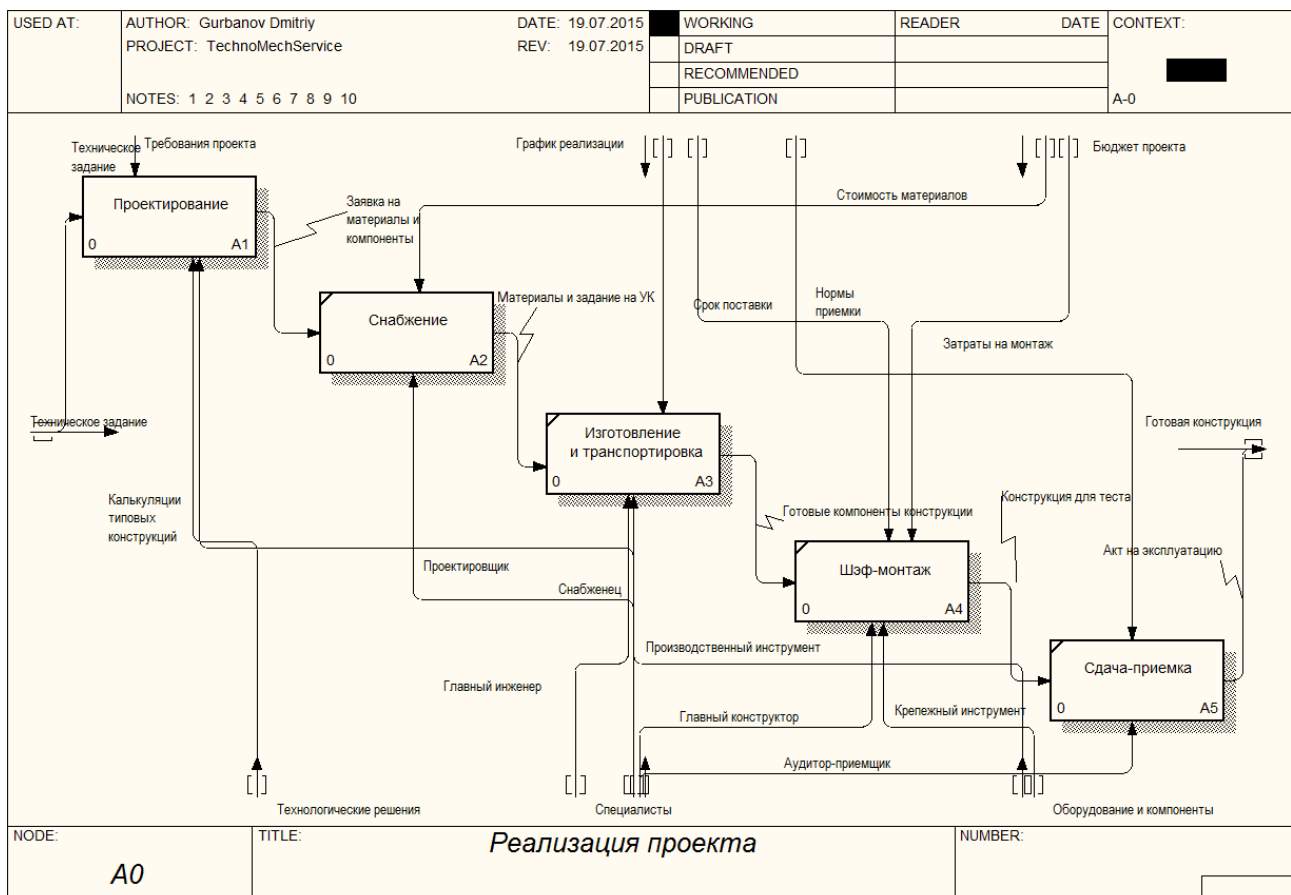 USED AT:
AUTHOR: Gurbanov Dmitriy
DATE: 19.07.2015
WORKING
READER
DATE
CONTEXT:
PROJECT: TechnoMechService
REV: 19.07.2015
DRAFT
RECOMMENDED
NOTES: 1 2 3 4 5 6 7 8 9 10
PUBLICATION
A-0
Техническое
задание
Требования проекта
График реализации
Бюджет проекта
Проектирование
0
A1
Заявка на
материалы и
компоненты
Стоимость материалов
Материалы и задание на УК
Снабжение
0
A2
Срок поставки
Нормы
приемки
Затраты на монтаж
Техническое задание
Изготовление
и транспортировка
0
A3
Готовая конструкция
Калькуляции
типовых
конструкций
Готовые компоненты конструкции
Конструкция для теста
Акт на эксплуатацию
Проектировщик
Снабженец
Шэф-монтаж
0
A4
Производственный инструмент
Сдача-приемка
0
A5
Главный инженер
Главный конструктор
Крепежный инструмент
Аудитор-приемщик
Технологические решения
Специалисты
Оборудование и компоненты
NODE:
TITLE:
NUMBER:
Реализация проекта
A0